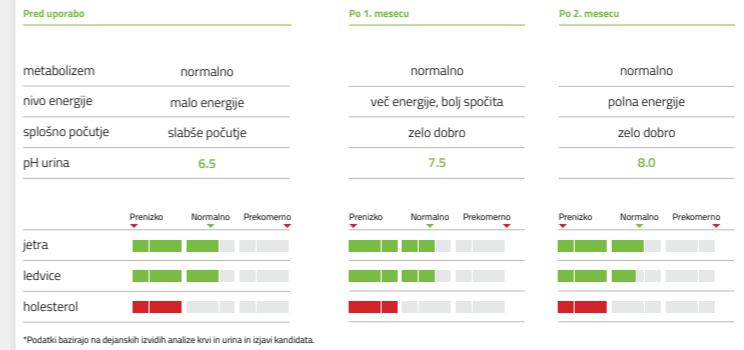 Pred uporabo Po 1. mesecu Po 2. mesecu
metabolizem normalno normalno normalno
nivo energije malo energije več energije, bolj spočita polna energije
splošno počutje slabše počutje zelo dobro zelo dobro
pH urina 6.5 7.5 8.0
Prenizko Normalno Prekomerno Prenizko Normalno Prekomerno Prenizko Normalno Prekomerno
jetra
ledvice
holesterol
*Podatki bazirajo na dejanskih izvidih analize krvi in urina in izjavi kandidata.